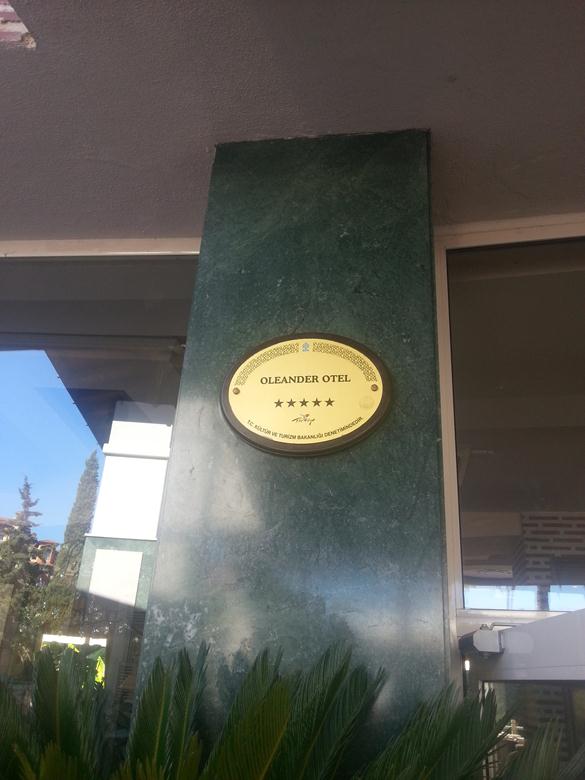 OLEANDER OTEL
★★★★★
Türkiye
T.C. KÜLTÜR VE TURİZM BAKANLIĞI DENETİMİNDEDİR.